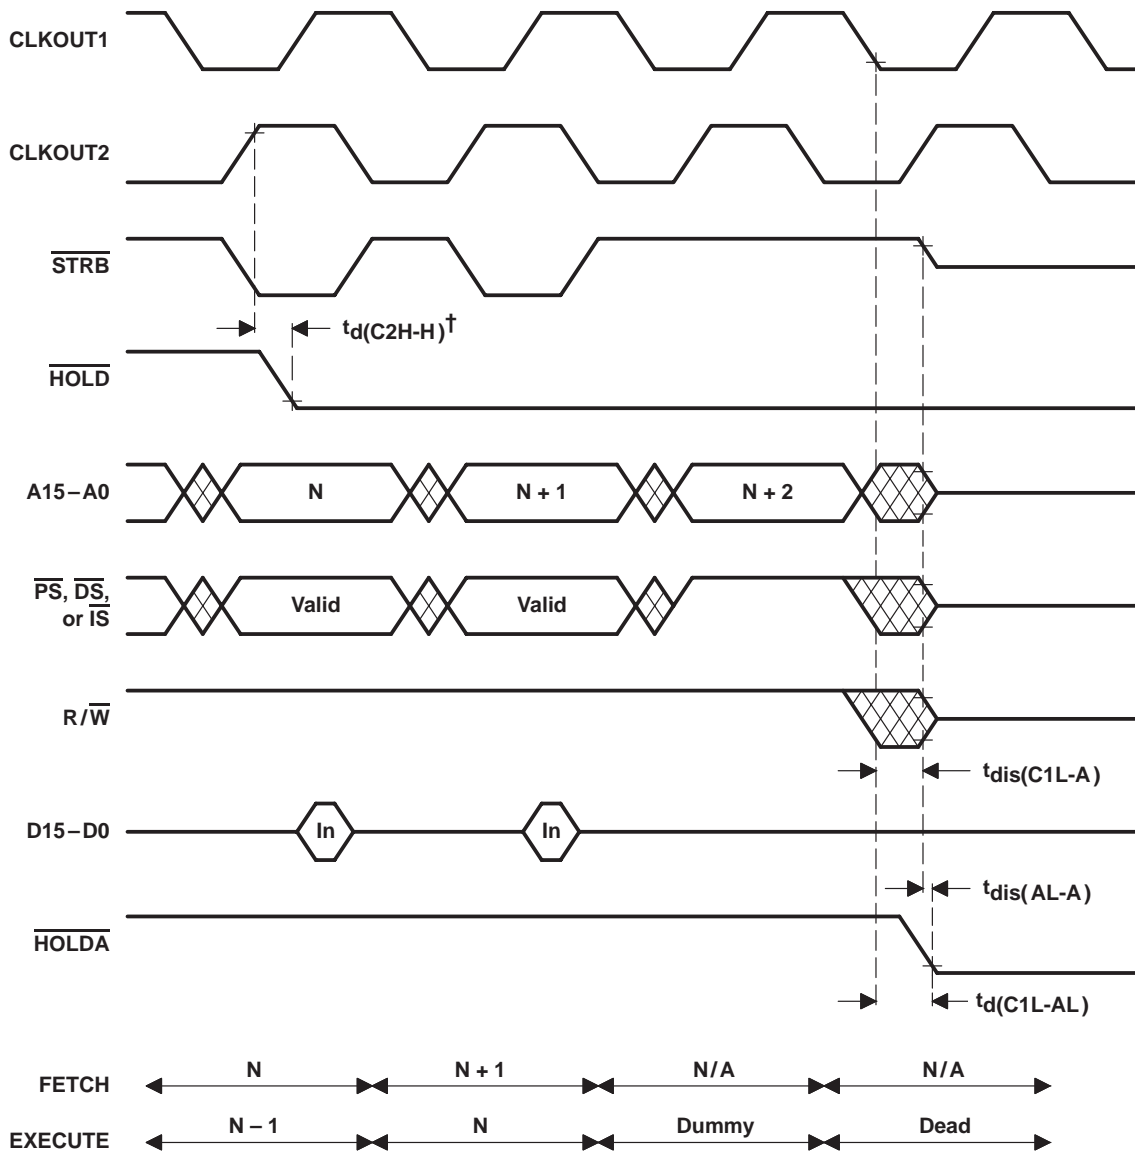 CLKOUT1
CLKOUT2
STRB
td(C2H-H)†
HOLD
A15–A0 N N + 1 N + 2
PS, DS,
or IS
Valid Valid
R/W
tdis(C1L-A)
D15–D0 In In
tdis(AL-A)
HOLDA
td(C1L-AL)
FETCH N N + 1 N/A N/A
EXECUTE N – 1 N Dummy Dead